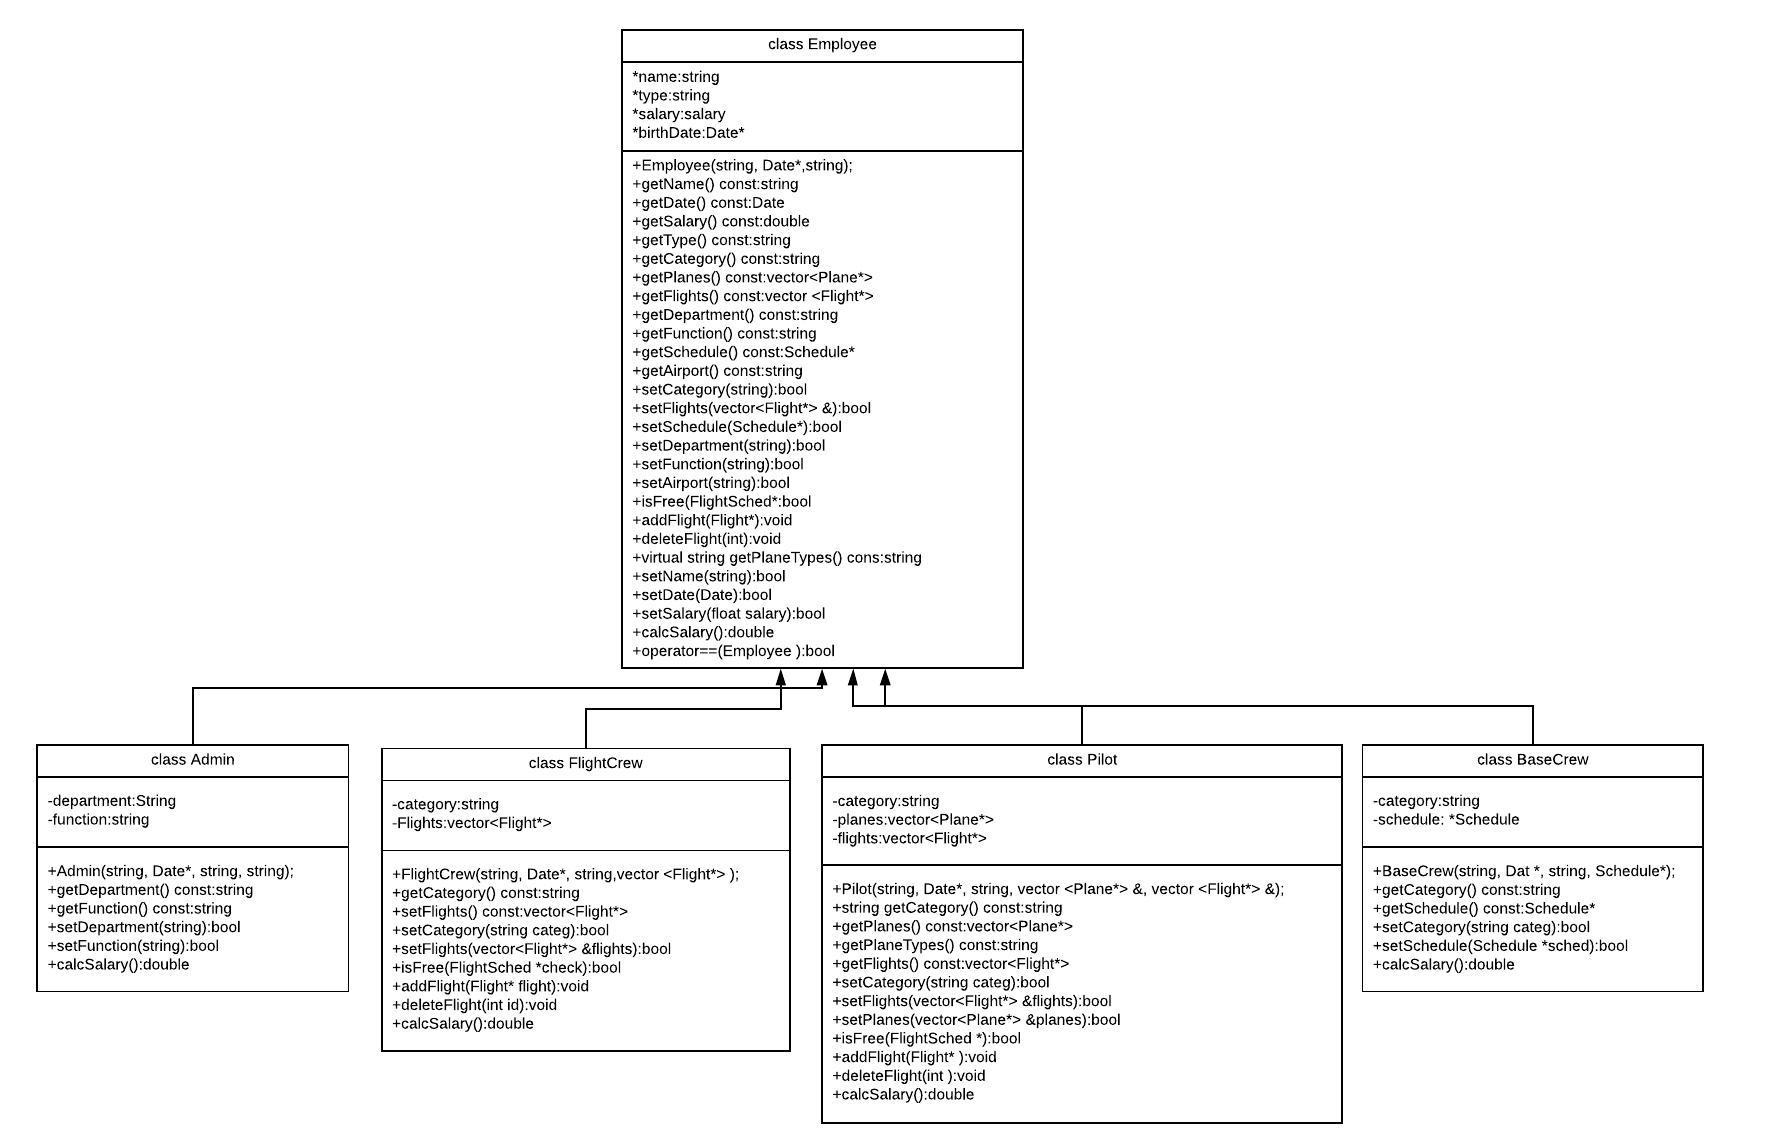 class Employee
*name:string
*type:string
*salary:salary
*birthDate:Date*
+Employee(string, Date*,string);
+getName() const:string
+getDate() const:Date
+getSalary() const:double
+getType() const:string
+getCategory() const:string
+getPlanes() const:vector<Plane*>
+getFlights() const:vector <Flight*>
+getDepartment() const:string
+getFunction() const:string
+getSchedule() const:Schedule*
+getAirport() const:string
+setCategory(string):bool
+setFlights(vector<Flight*> &):bool
+setSchedule(Schedule*):bool
+setDepartment(string):bool
+setFunction(string):bool
+setAirport(string):bool
+isFree(FlightSched*:bool
+addFlight(Flight*):void
+deleteFlight(int):void
+virtual string getPlaneTypes() cons:string
+setName(string):bool
+setDate(Date):bool
+setSalary(float salary):bool
+calcSalary():double
+operator==(Employee ):bool
class Admin
-department:String
-function:string
+Admin(string, Date*, string, string);
+getDepartment() const:string
+getFunction() const:string
+setDepartment(string):bool
+setFunction(string):bool
+calcSalary():double
class FlightCrew
-category:string
-Flights:vector<Flight*>
+FlightCrew(string, Date*, string,vector <Flight*> );
+getCategory() const:string
+setFlights() const:vector<Flight*>
+setCategory(string categ):bool
+setFlights(vector<Flight*> &flights):bool
+isFree(FlightSched *check):bool
+addFlight(Flight* flight):void
+deleteFlight(int id):void
+calcSalary():double
class Pilot
-category:string
-planes:vector<Plane*>
-flights:vector<Flight*>
+Pilot(string, Date*, string, vector <Plane*> &, vector <Flight*> &);
+string getCategory() const:string
+getPlanes() const:vector<Plane*>
+getPlaneTypes() const:string
+getFlights() const:vector<Flight*>
+setCategory(string categ):bool
+setFlights(vector<Flight*> &flights):bool
+setPlanes(vector<Plane*> &planes):bool
+isFree(FlightSched *):bool
+addFlight(Flight* ):void
+deleteFlight(int ):void
+calcSalary():double
class BaseCrew
-category:string
-schedule: *Schedule
+BaseCrew(string, Dat *, string, Schedule*);
+getCategory() const:string
+getSchedule() const:Schedule*
+setCategory(string categ):bool
+setSchedule(Schedule *sched):bool
+calcSalary():double